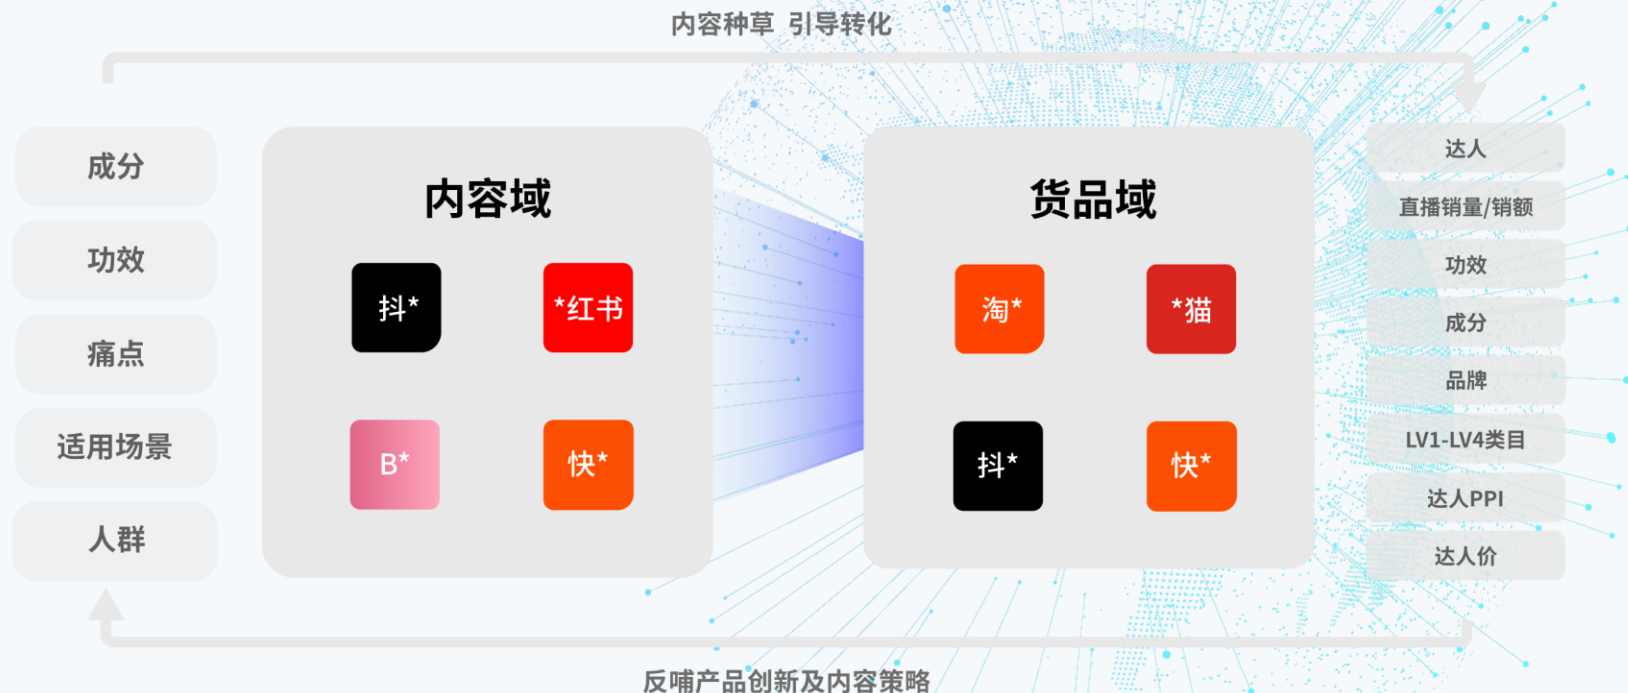 内容种草 引导转化
成分
功效
痛点
适用场景
人群
内容域
抖*
*红书
B*
快*
货品域
淘*
*猫
抖*
快*
达人
直播销量/销额
功效
成分
品牌
LV1-LV4类目
达人PPI
达人价
反哺产品创新及内容策略